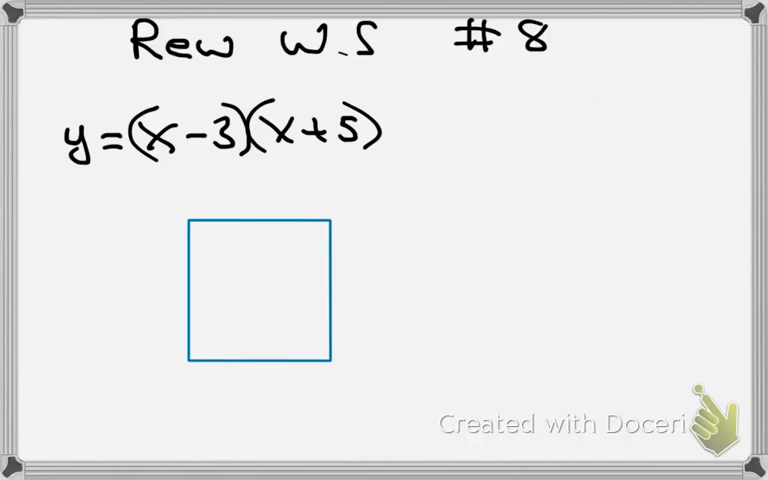 Rew W.S # 8
y=(x-3)(x+5)
Created with Doceri